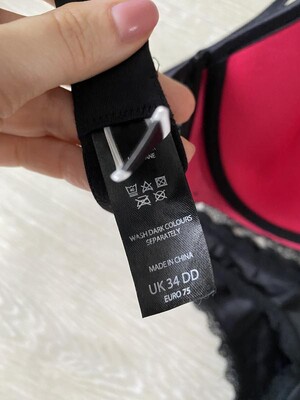 WASH DARK COLOURS
SEPARATELY
MADE IN CHINA
UK 34 DD
EURO 75